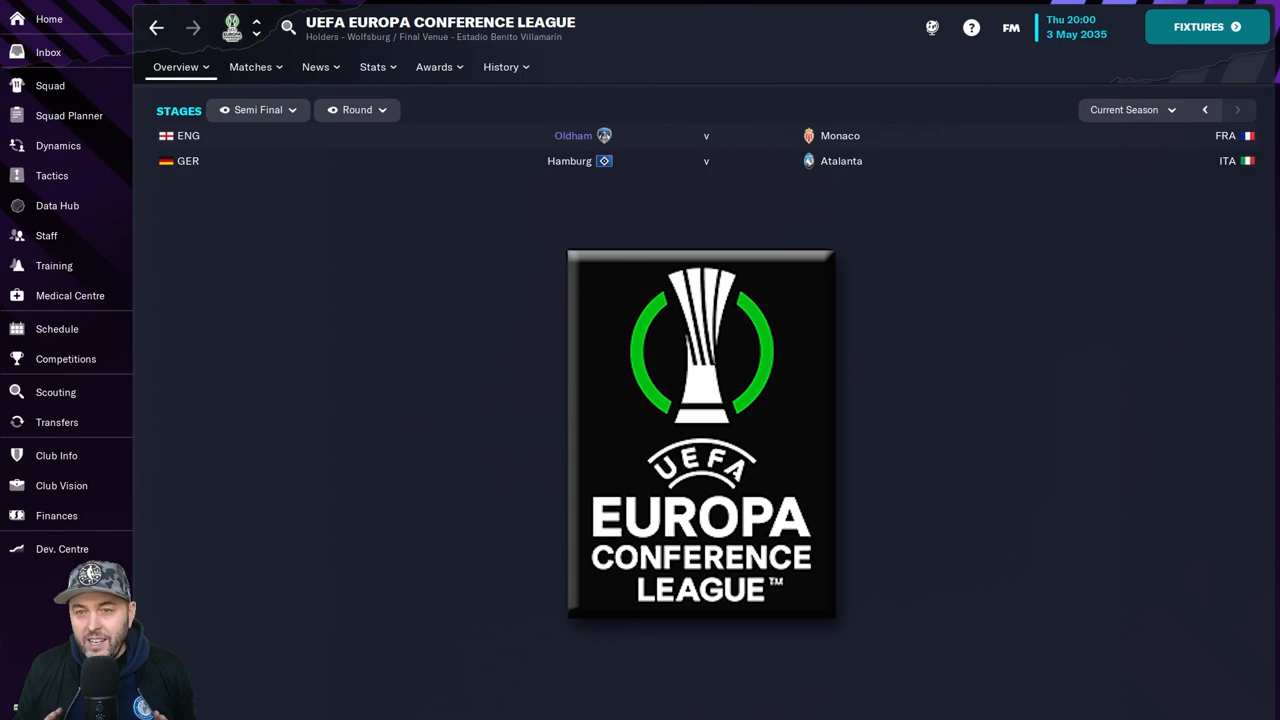 Home
Inbox
Squad
Squad Planner
Dynamics
Tactics
Data Hub
Staff
Training
Medical Centre
Schedule
Competitions
Scouting
Transfers
Club Info
Club Vision
Finances
Dev. Centre
UEFA EUROPA CONFERENCE LEAGUE
Holders - Wolfsburg / Final Venue - Estadio Benito Villamarín
FM
Thu 20:00
3 May 2035
FIXTURES
Overview Matches News Stats Awards History
STAGES Semi Final Round Current Season
ENG Oldham v Monaco FRA
GER Hamburg v Atalanta ITA
UEFA
EUROPA
CONFERENCE
LEAGUE™